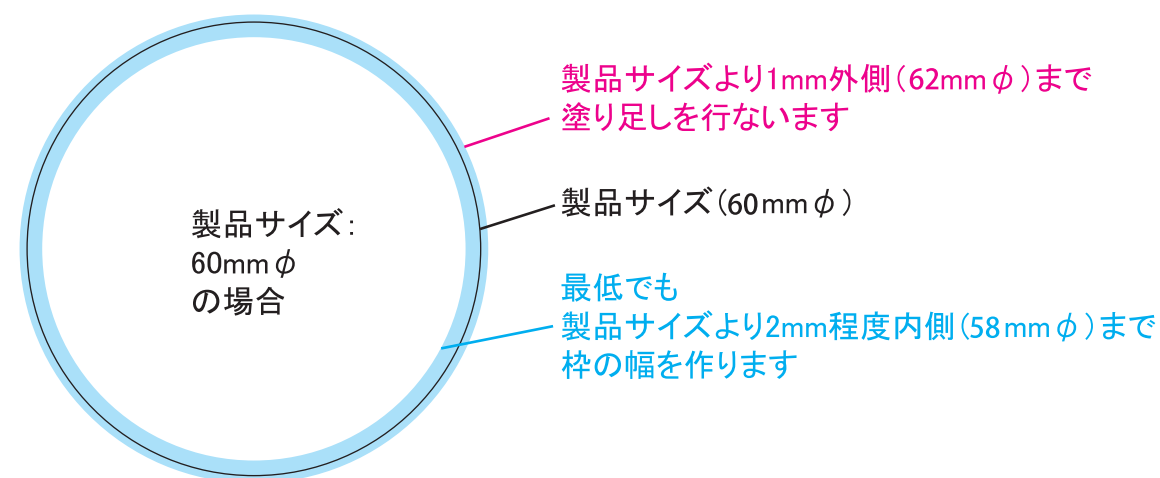 製品サイズより1mm外側（62mmφ）まで
塗り足しを行ないます
製品サイズ（60mmφ）
製品サイズ：
60mmφ
の場合
最低でも
製品サイズより2mm程度内側（58mmφ）まで
枠の幅を作ります